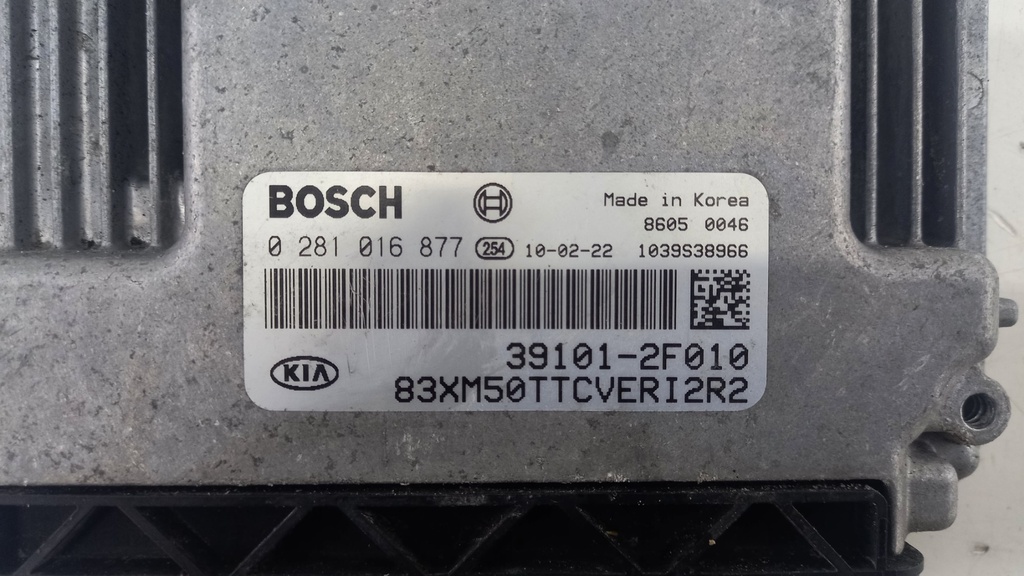 BOSCH Made in Korea
8605 0046
0 281 016 877 254 10-02-22 1039S38966
KIA 39101-2F010
83XM50TTCVERI2R2